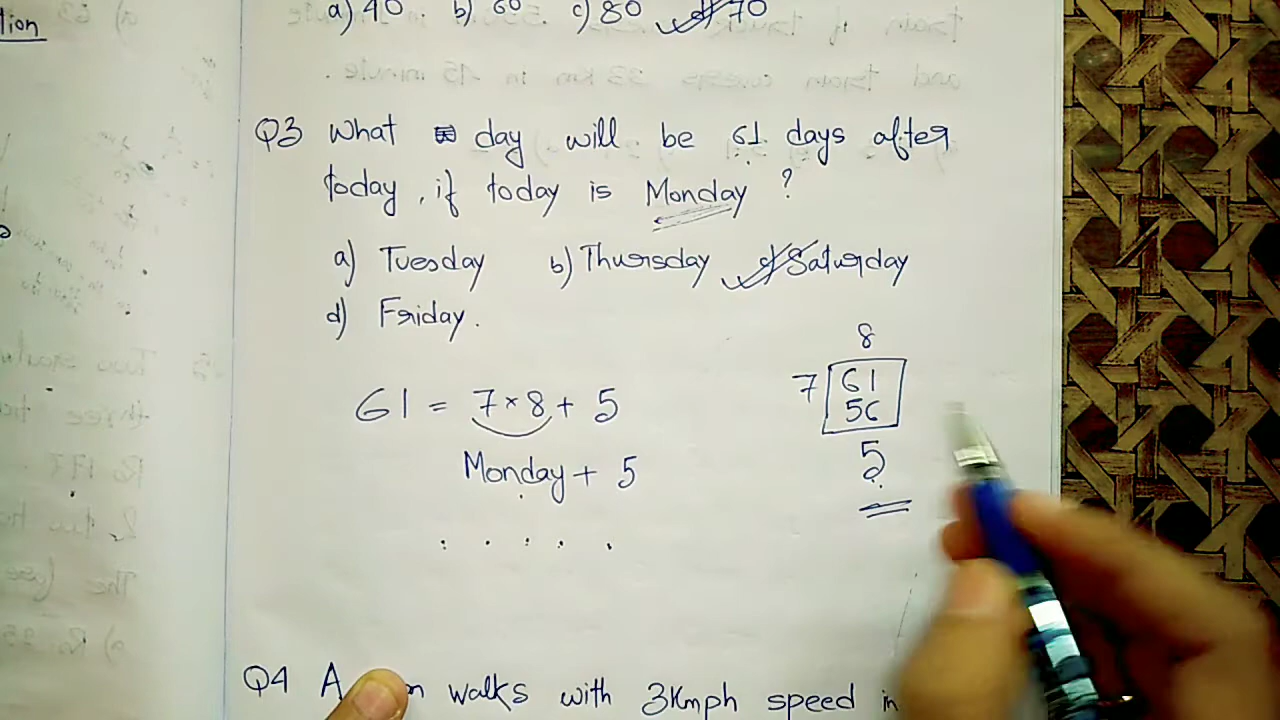 tion
a) 40 b) 60 c) 80 d) 70
Q3 What day will be 61 days after
today, if today is Monday ?
a) Tuesday b) Thursday c) Saturday
d) Friday.
8
7 61
56
5
61 = 7 × 8 + 5
Monday + 5
. . . . .
Q4 A walks with 3Kmph speed in